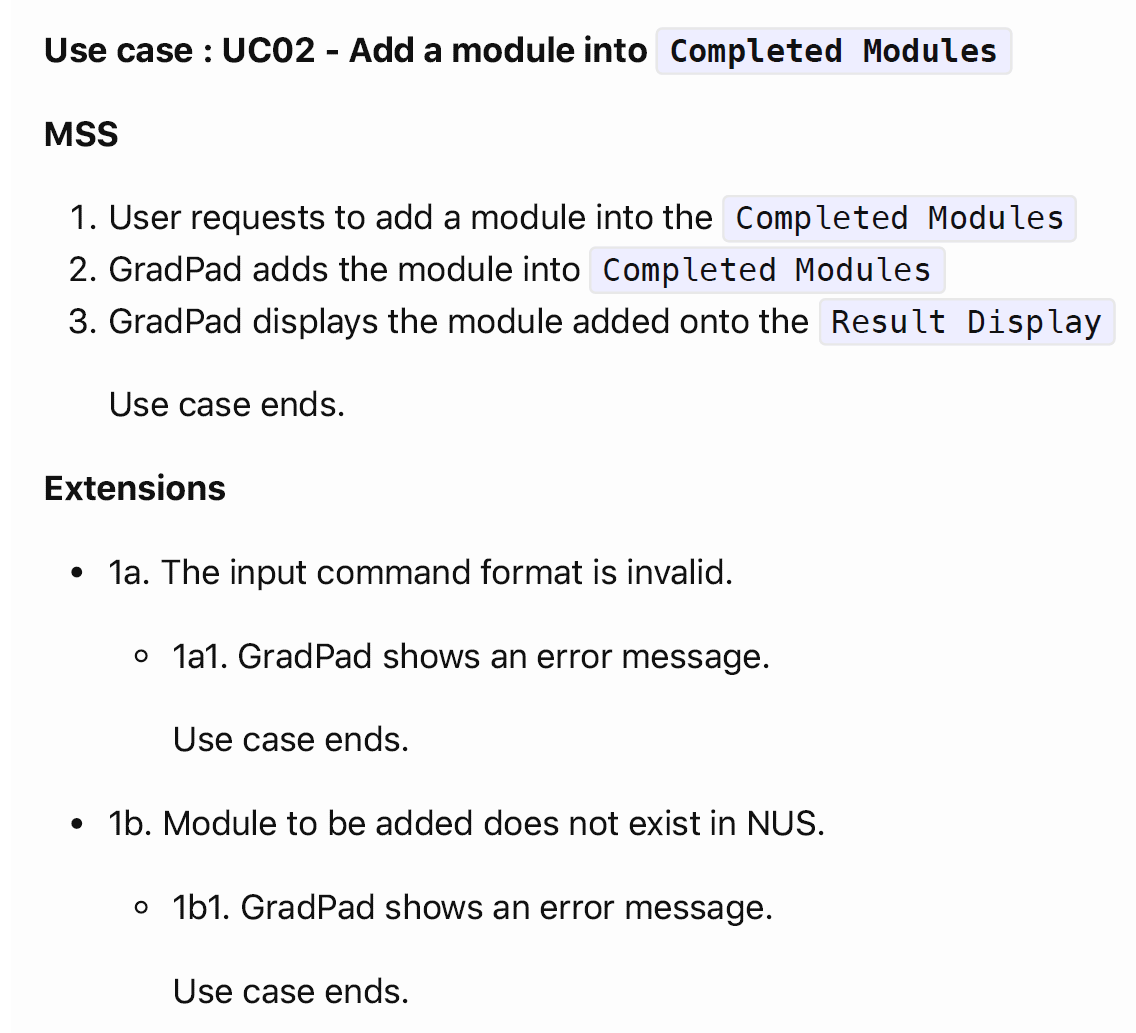 Use case : UC02 - Add a module into Completed Modules
MSS
1. User requests to add a module into the Completed Modules
2. GradPad adds the module into Completed Modules
3. GradPad displays the module added onto the Result Display
Use case ends.
Extensions
• 1a. The input command format is invalid.
◦ 1a1. GradPad shows an error message.
Use case ends.
• 1b. Module to be added does not exist in NUS.
◦ 1b1. GradPad shows an error message.
Use case ends.